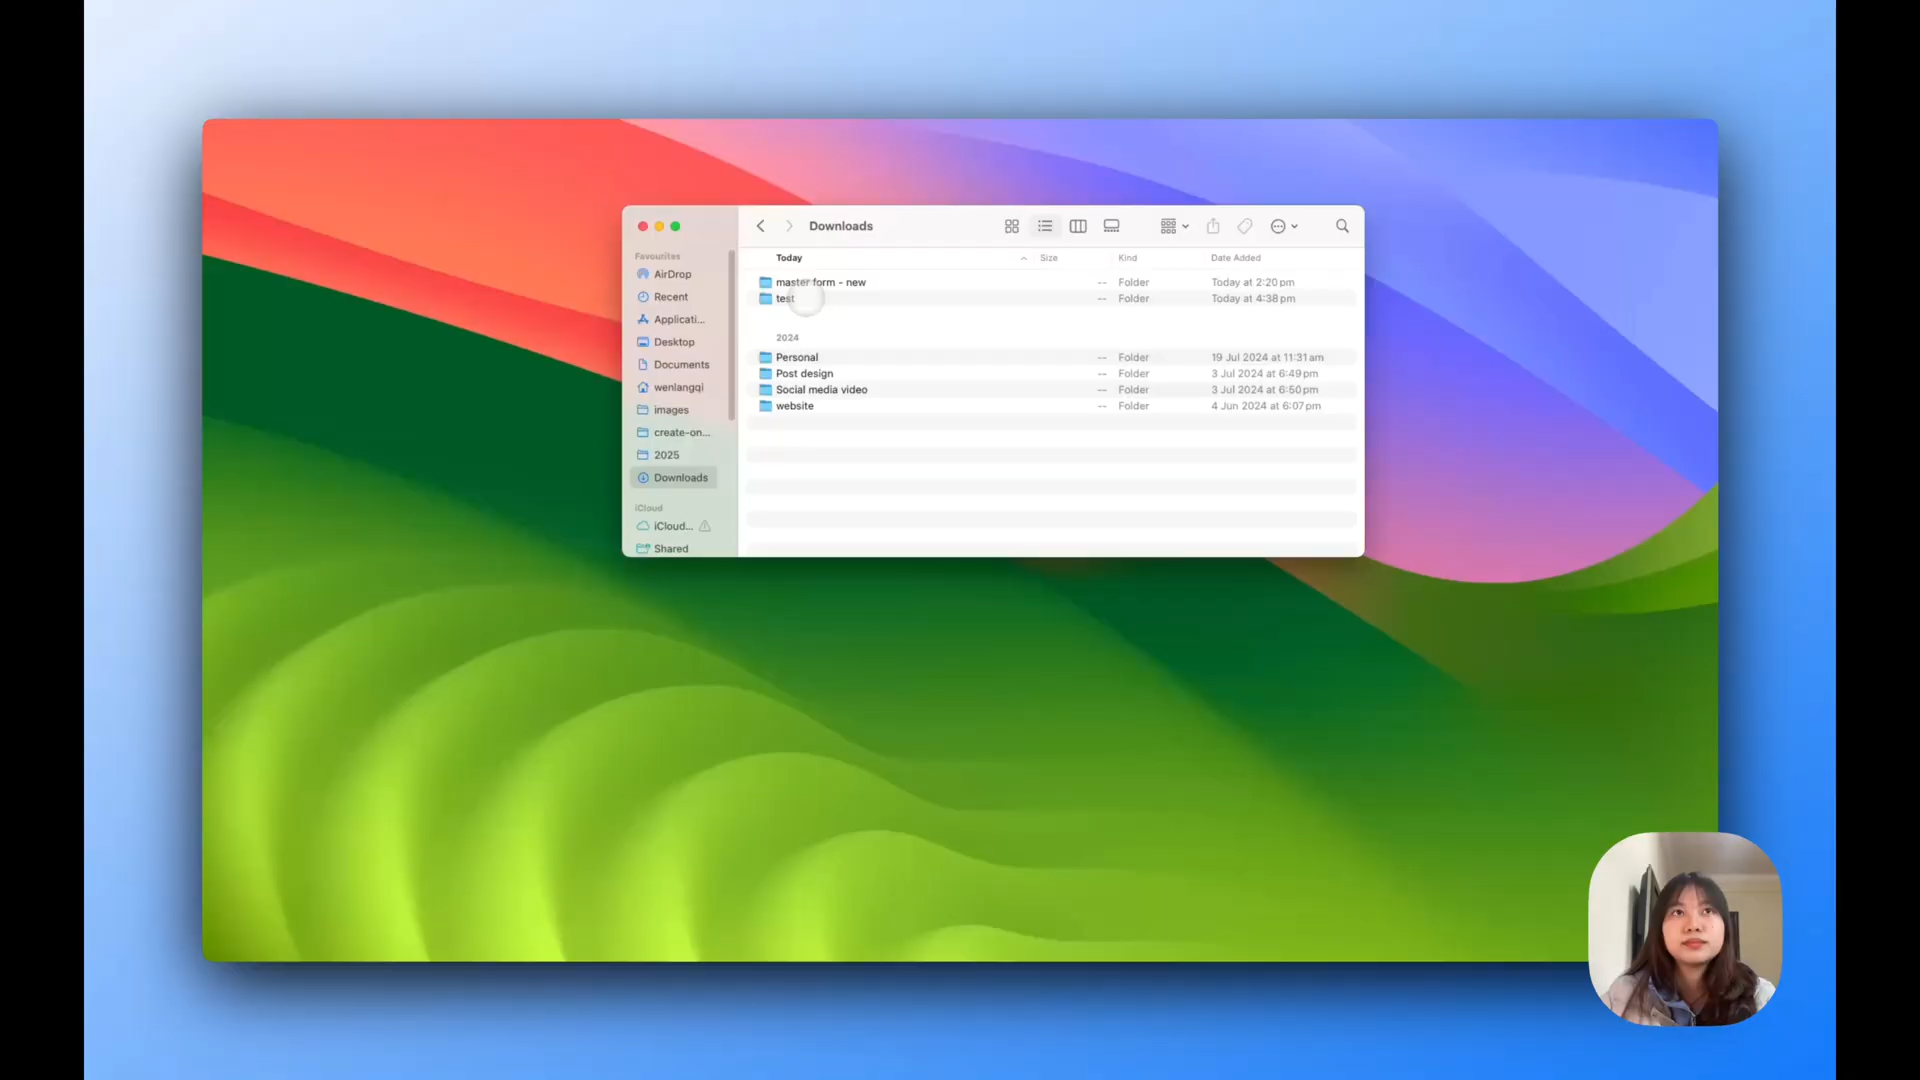 Downloads
Favourites
AirDrop
Recent
Applicati...
Desktop
Documents
wenlangqi
images
create-on...
2025
Downloads
iCloud
iCloud...
Shared
Today Size Kind Date Added
master form - new -- Folder Today at 2:20 pm
test -- Folder Today at 4:38 pm
2024
Personal -- Folder 19 Jul 2024 at 11:31 am
Post design -- Folder 3 Jul 2024 at 6:49 pm
Social media video -- Folder 3 Jul 2024 at 6:50 pm
website -- Folder 4 Jun 2024 at 6:07 pm